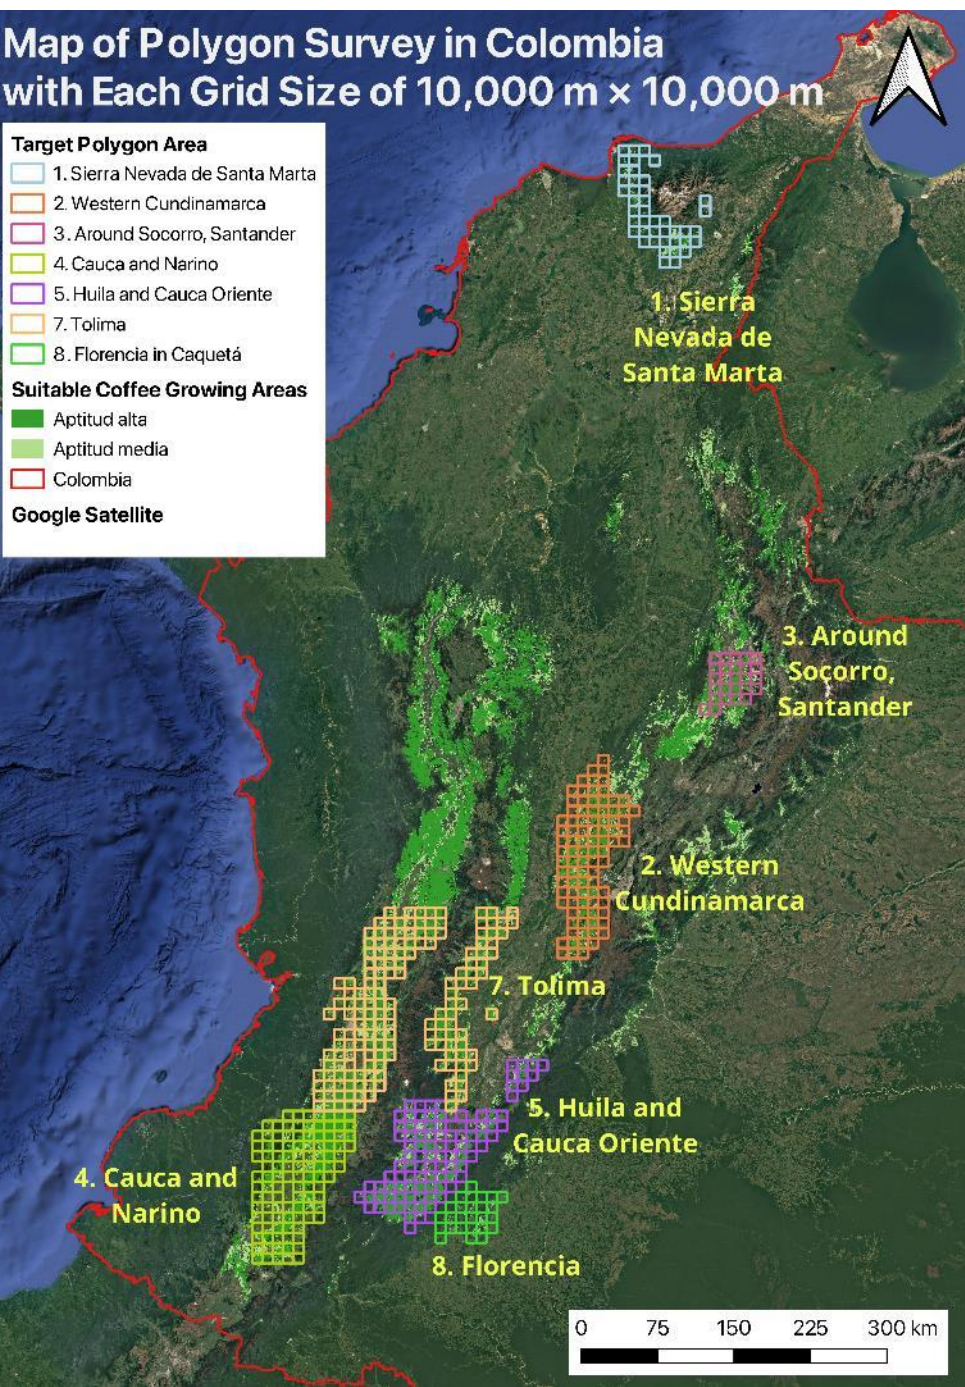 Map of Polygon Survey in Colombia
with Each Grid Size of 10,000 m × 10,000 m
Target Polygon Area
1. Sierra Nevada de Santa Marta
2. Western Cundinamarca
3. Around Socorro, Santander
4. Cauca and Narino
5. Huila and Cauca Oriente
7. Tolima
8. Florencia in Caquetá
Suitable Coffee Growing Areas
Aptitud alta
Aptitud media
Colombia
Google Satellite
1. Sierra
Nevada de
Santa Marta
3. Around
Socorro,
Santander
2. Western
Cundinamarca
7. Tolima
5. Huila and
Cauca Oriente
4. Cauca and
Narino
8. Florencia
0 75 150 225 300 km